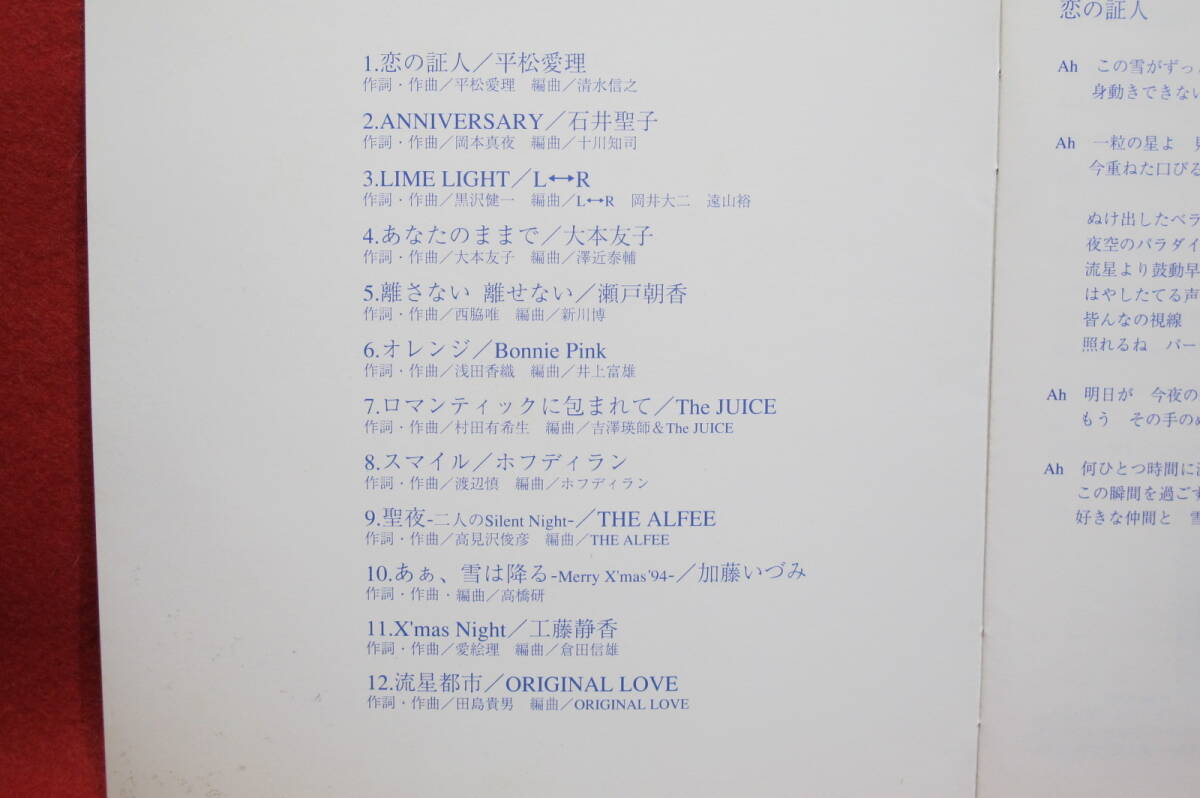 1.恋の証人／平松愛理
作詞・作曲／平松愛理　編曲／清水信之
2.ANNIVERSARY／石井聖子
作詞・作曲／岡本真夜　編曲／十川知司
3.LIME LIGHT／L↔R
作詞・作曲／黒沢健一　編曲／L↔R　岡井大二　遠山裕
4.あなたのままで／大本友子
作詞・作曲／大本友子　編曲／澤近泰輔
5.離さない 離せない／瀬戸朝香
作詞・作曲／西脇唯　編曲／新川博
6.オレンジ／Bonnie Pink
作詞・作曲／浅田香織　編曲／井上富雄
7.ロマンティックに包まれて／The JUICE
作詞・作曲／村田有希生　編曲／吉澤瑛師＆The JUICE
8.スマイル／ホフディラン
作詞・作曲／渡辺慎　編曲／ホフディラン
9.聖夜-二人のSilent Night-／THE ALFEE
作詞・作曲／高見沢俊彦　編曲／THE ALFEE
10.あぁ、雪は降る-Merry X'mas'94-／加藤いづみ
作詞・作曲・編曲／高橋研
11.X'mas Night／工藤静香
作詞・作曲／愛絵理　編曲／倉田信雄
12.流星都市／ORIGINAL LOVE
作詞・作曲／田島貴男　編曲／ORIGINAL LOVE
恋の証人
Ah　この雪がずっ
身動きできない
Ah　一粒の星よ
今重ねた口びる
ぬけ出したベラ
夜空のパラダイ
流星より鼓動早
はやしたてる声
皆んなの視線
照れるね　パー
Ah　明日が　今夜の
もう　その手のぬ
Ah　何ひとつ時間に
この瞬間を過ごす
好きな仲間と　雪